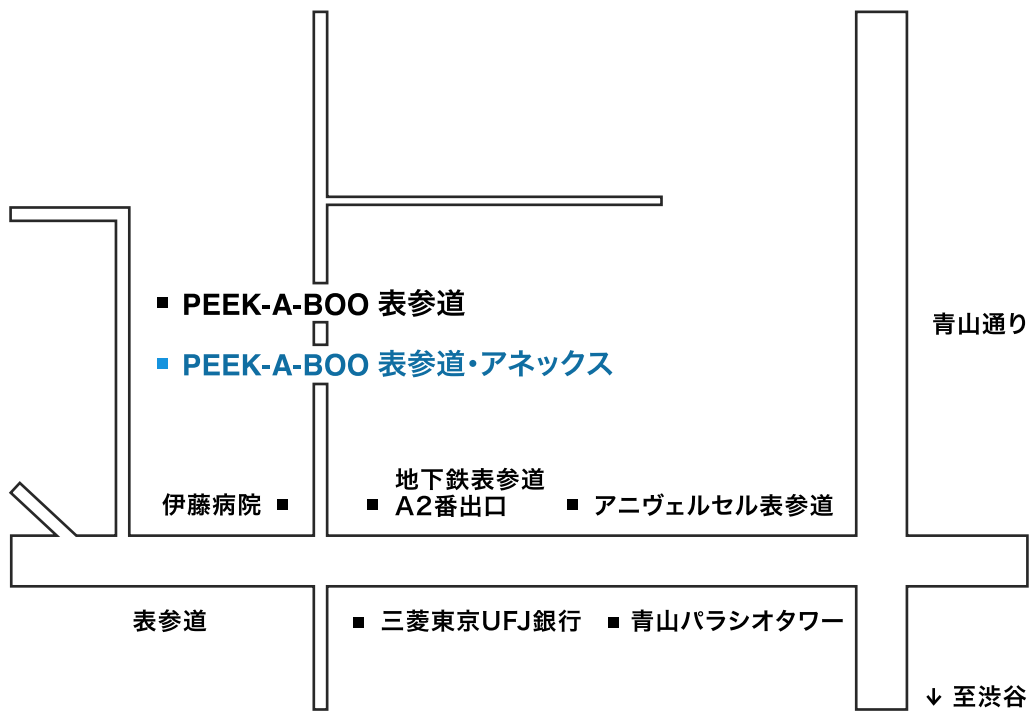 PEEK-A-BOO 表参道
青山通り
PEEK-A-BOO 表参道・アネックス
地下鉄表参道
A2番出口
伊藤病院
アニヴェルセル表参道
表参道
三菱東京UFJ銀行
青山パラシオタワー
↓ 至渋谷